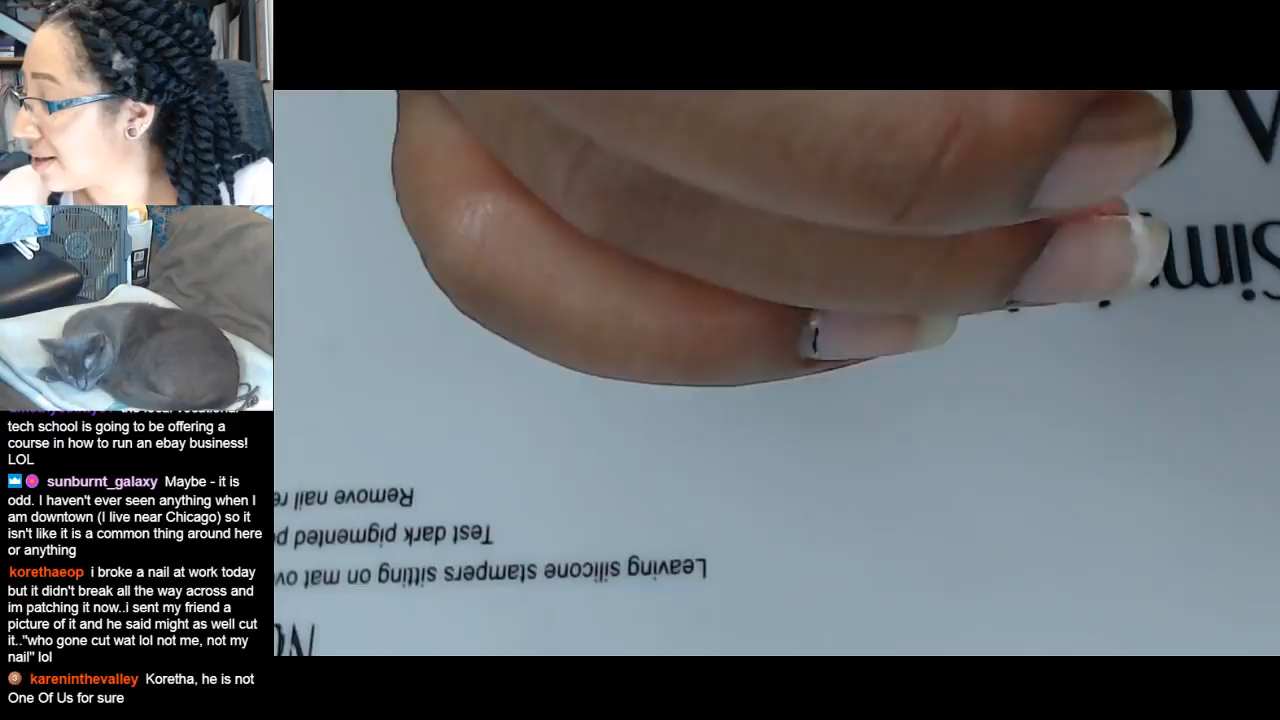 tech school is going to be offering a
course in how to run an ebay business!
LOL
sunburnt_galaxy Maybe - it is
odd. I haven't ever seen anything when I
am downtown (I live near Chicago) so it
isn't like it is a common thing around here
or anything
korethaeop i broke a nail at work today
but it didn't break all the way across and
im patching it now..i sent my friend a
picture of it and he said might as well cut
it.."who gone cut wat lol not me, not my
nail" lol
kareninthevalley Koretha, he is not
One Of Us for sure
Leaving silicone stampers sitting on mat
Test dark pigmented
Remove nail